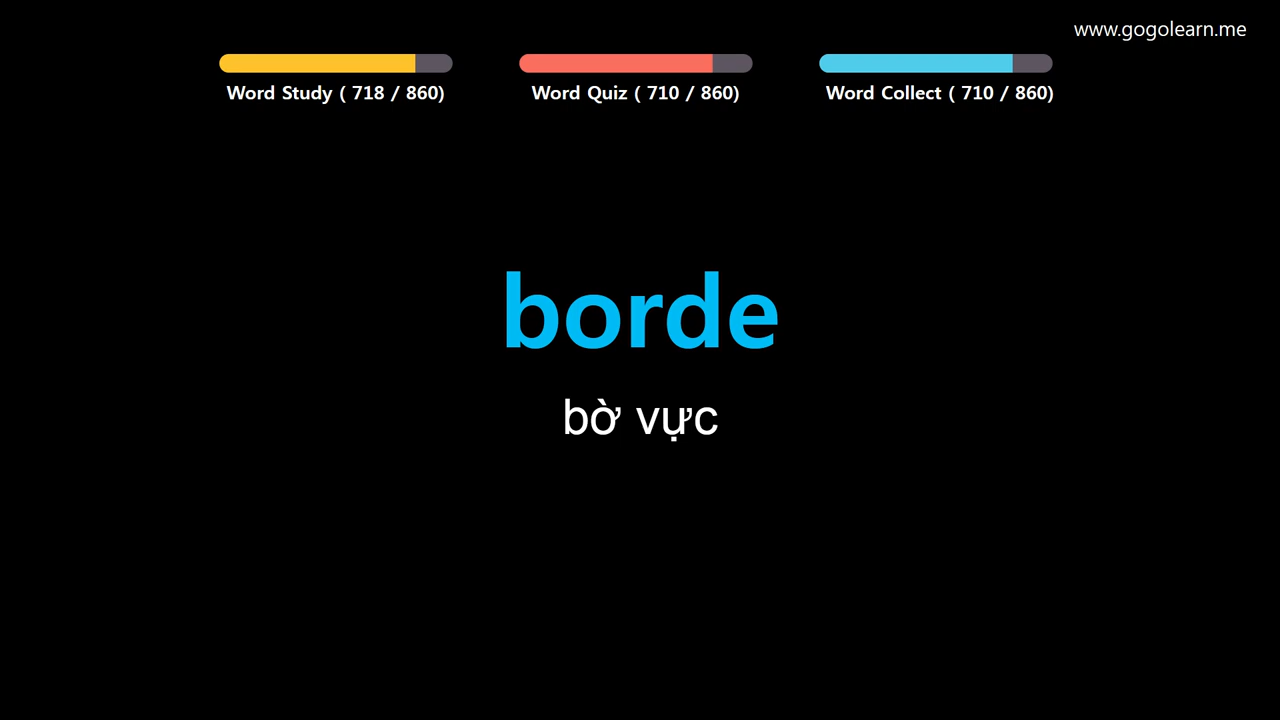 www.gogolearn.me
Word Study ( 718 / 860)
Word Quiz ( 710 / 860)
Word Collect ( 710 / 860)
borde
bờ vực